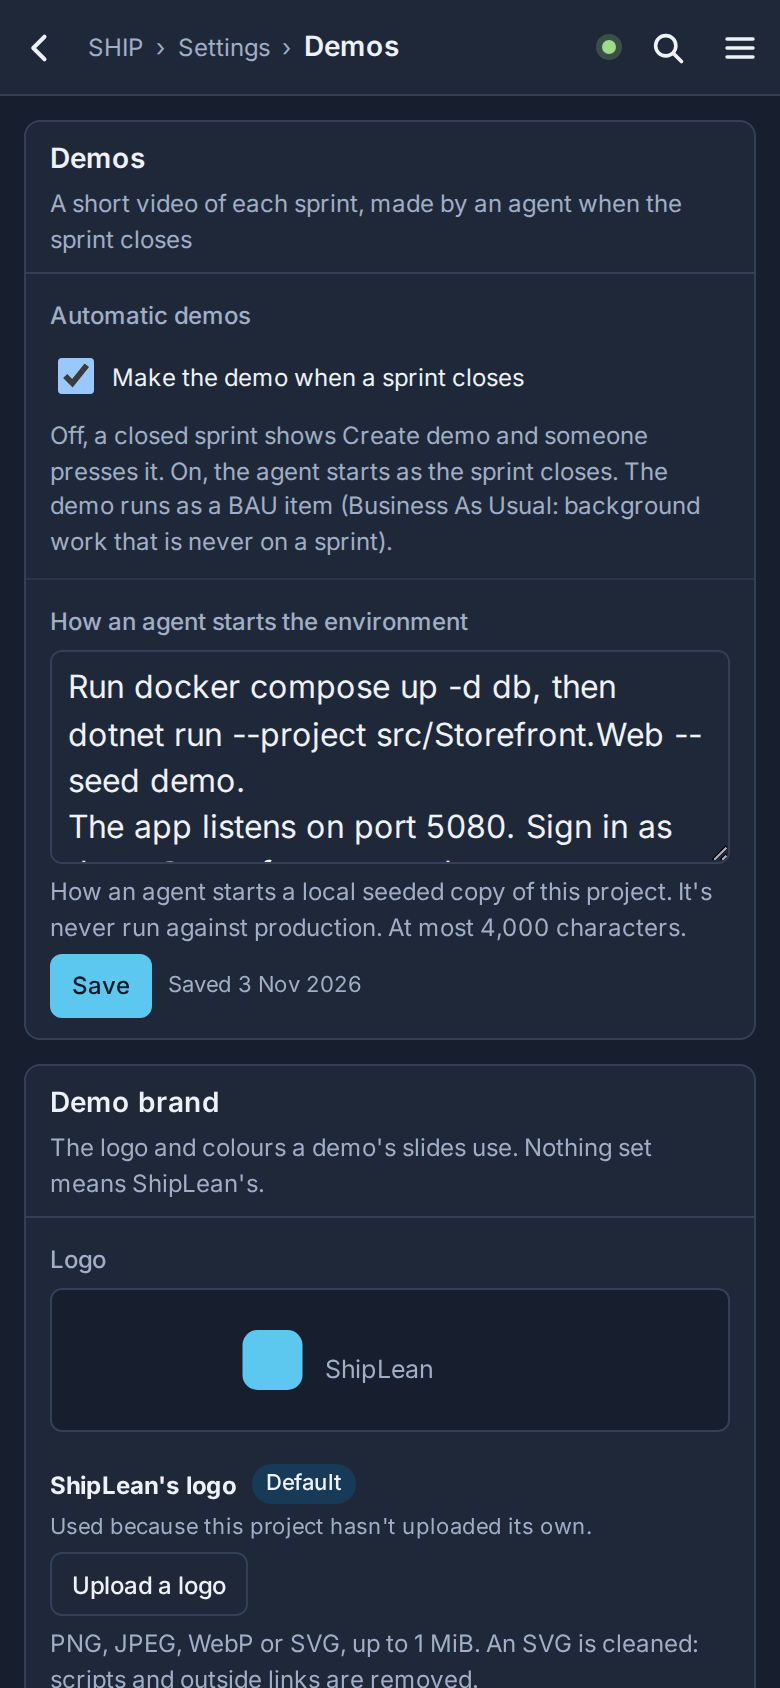 SHIP › Settings › Demos
Demos
A short video of each sprint, made by an agent when the
sprint closes
Automatic demos
Make the demo when a sprint closes
Off, a closed sprint shows Create demo and someone
presses it. On, the agent starts as the sprint closes. The
demo runs as a BAU item (Business As Usual: background
work that is never on a sprint).
How an agent starts the environment
Run docker compose up -d db, then
dotnet run --project src/Storefront.Web --
seed demo.
The app listens on port 5080. Sign in as
How an agent starts a local seeded copy of this project. It's
never run against production. At most 4,000 characters.
Save Saved 3 Nov 2026
Demo brand
The logo and colours a demo's slides use. Nothing set
means ShipLean's.
Logo
ShipLean
ShipLean's logo Default
Used because this project hasn't uploaded its own.
Upload a logo
PNG, JPEG, WebP or SVG, up to 1 MiB. An SVG is cleaned:
scripts and outside links are removed.